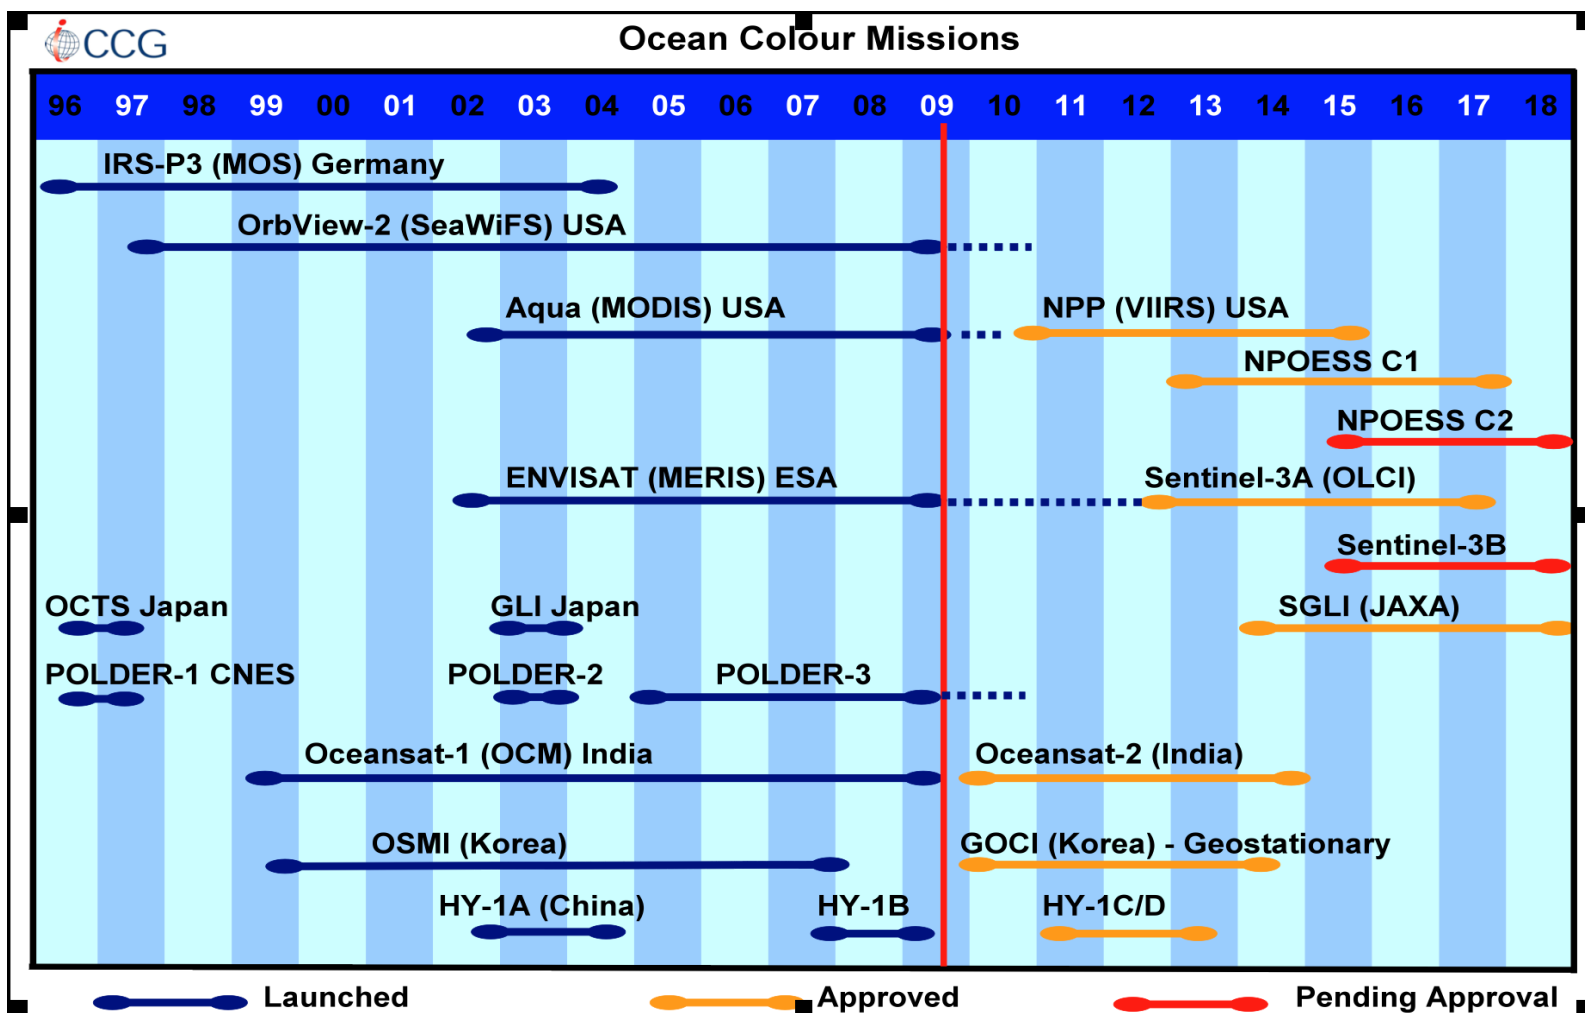 iCCG
Ocean Colour Missions
96 97 98 99 00 01 02 03 04 05 06 07 08 09 10 11 12 13 14 15 16 17 18
IRS-P3 (MOS) Germany
OrbView-2 (SeaWiFS) USA
Aqua (MODIS) USA
NPP (VIIRS) USA
NPOESS C1
NPOESS C2
ENVISAT (MERIS) ESA
Sentinel-3A (OLCI)
Sentinel-3B
OCTS Japan
GLI Japan
SGLI (JAXA)
POLDER-1 CNES
POLDER-2
POLDER-3
Oceansat-1 (OCM) India
Oceansat-2 (India)
OSMI (Korea)
GOCI (Korea) - Geostationary
HY-1A (China)
HY-1B
HY-1C/D
Launched
Approved
Pending Approval